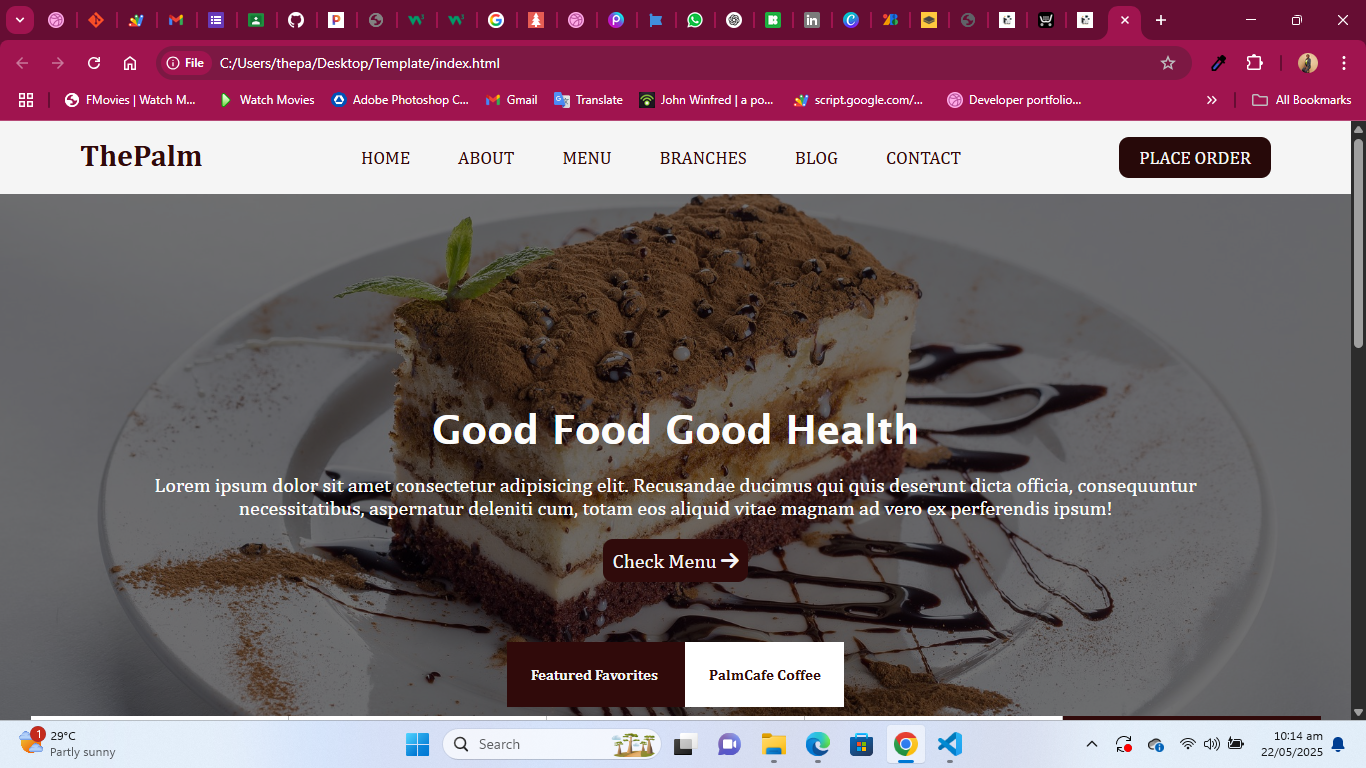 File
C:/Users/thepa/Desktop/Template/index.html
FMovies | Watch M...
Watch Movies
Adobe Photoshop C...
Gmail
Translate
John Winfred | a po...
script.google.com/...
Developer portfolio...
All Bookmarks
ThePalm
HOME
ABOUT
MENU
BRANCHES
BLOG
CONTACT
PLACE ORDER
Good Food Good Health
Lorem ipsum dolor sit amet consectetur adipisicing elit. Recusandae ducimus qui quis deserunt dicta officia, consequuntur
necessitatibus, aspernatur deleniti cum, totam eos aliquid vitae magnam ad vero ex perferendis ipsum!
Check Menu
Featured Favorites
PalmCafe Coffee
1
29°C
Partly sunny
Search
10:14 am
22/05/2025